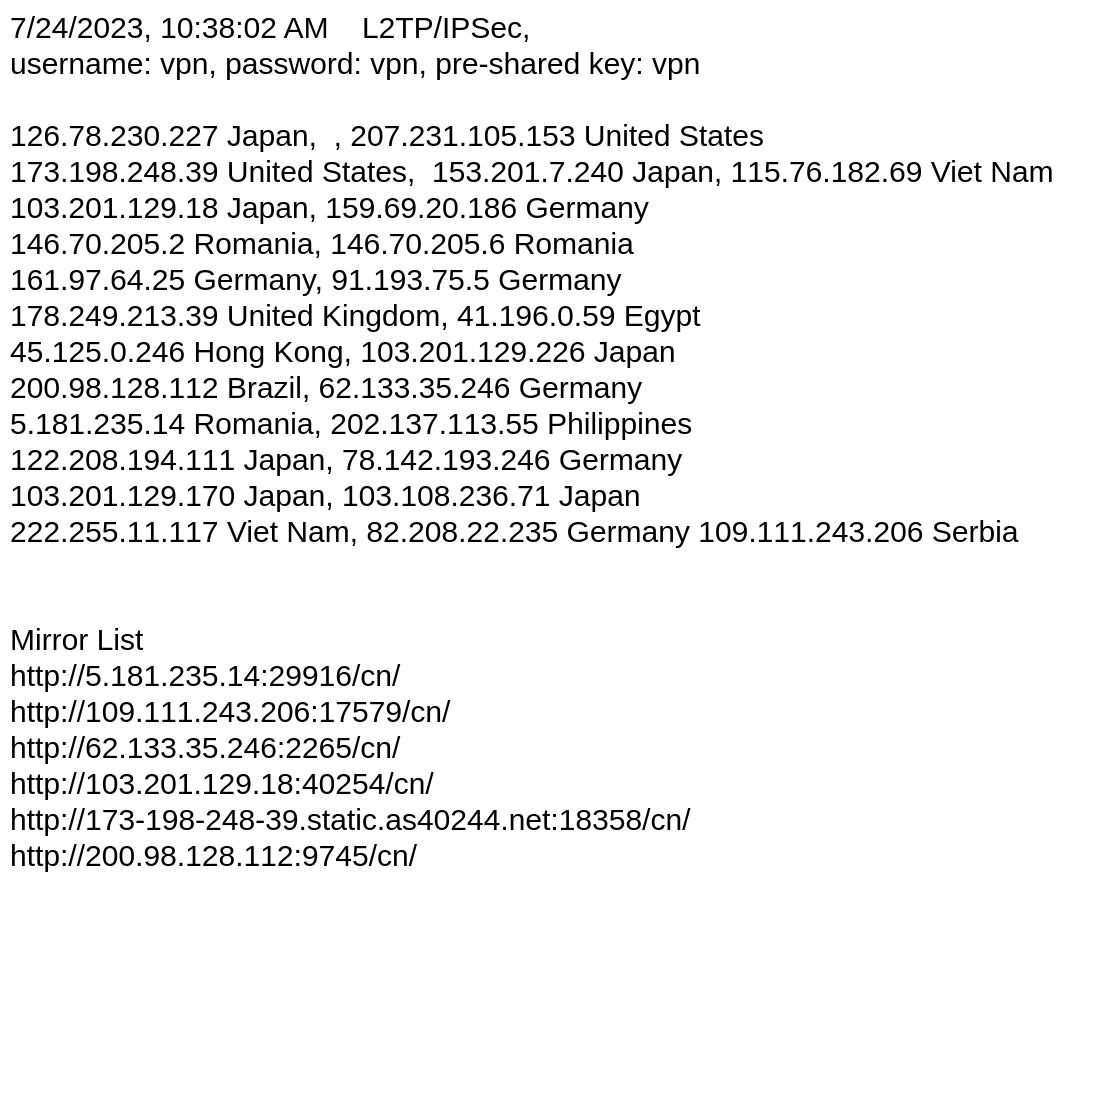 7/24/2023, 10:38:02 AM    L2TP/IPSec,
username: vpn, password: vpn, pre-shared key: vpn
126.78.230.227 Japan,  , 207.231.105.153 United States
173.198.248.39 United States,  153.201.7.240 Japan, 115.76.182.69 Viet Nam
103.201.129.18 Japan, 159.69.20.186 Germany
146.70.205.2 Romania, 146.70.205.6 Romania
161.97.64.25 Germany, 91.193.75.5 Germany
178.249.213.39 United Kingdom, 41.196.0.59 Egypt
45.125.0.246 Hong Kong, 103.201.129.226 Japan
200.98.128.112 Brazil, 62.133.35.246 Germany
5.181.235.14 Romania, 202.137.113.55 Philippines
122.208.194.111 Japan, 78.142.193.246 Germany
103.201.129.170 Japan, 103.108.236.71 Japan
222.255.11.117 Viet Nam, 82.208.22.235 Germany 109.111.243.206 Serbia
Mirror List
http://5.181.235.14:29916/cn/
http://109.111.243.206:17579/cn/
http://62.133.35.246:2265/cn/
http://103.201.129.18:40254/cn/
http://173-198-248-39.static.as40244.net:18358/cn/
http://200.98.128.112:9745/cn/